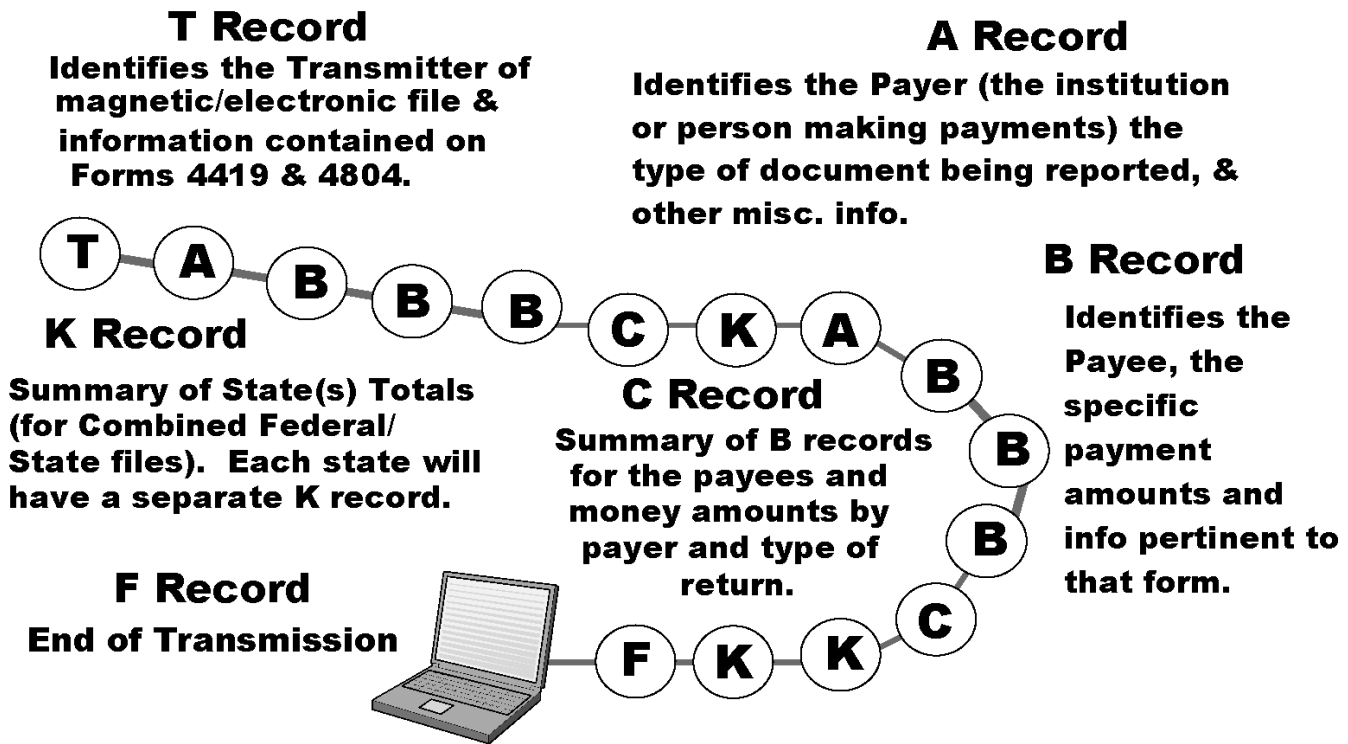 T Record
Identifies the Transmitter of
magnetic/electronic file &
information contained on
Forms 4419 & 4804.
A Record
Identifies the Payer (the institution
or person making payments) the
type of document being reported, &
other misc. info.
T
A
B
B
B
C
K
A
B
B
B
C
K
K
F
B Record
Identifies the
Payee, the
specific
payment
amounts and
info pertinent to
that form.
K Record
Summary of State(s) Totals
(for Combined Federal/
State files).  Each state will
have a separate K record.
C Record
Summary of B records
for the payees and
money amounts by
payer and type of
return.
F Record
End of Transmission